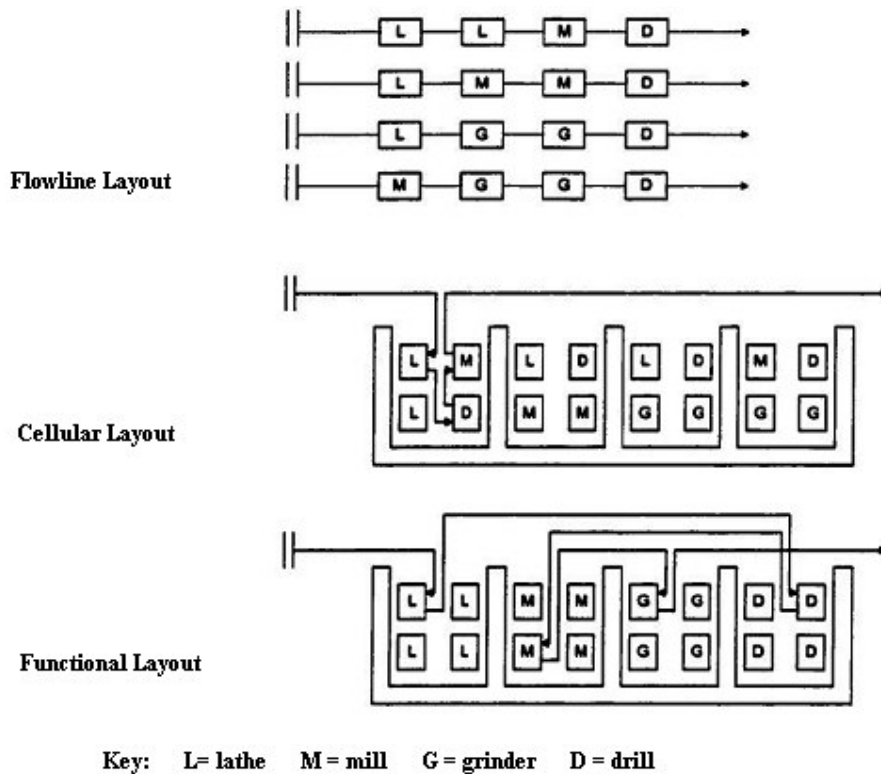 L L M D
L M M D
L G G D
Flowline Layout
M G G D
L M L D L D M D
L D M M G G G G
Cellular Layout
L L M M G G D D
L L M M G G D D
Functional Layout
Key: L= lathe M = mill G = grinder D = drill